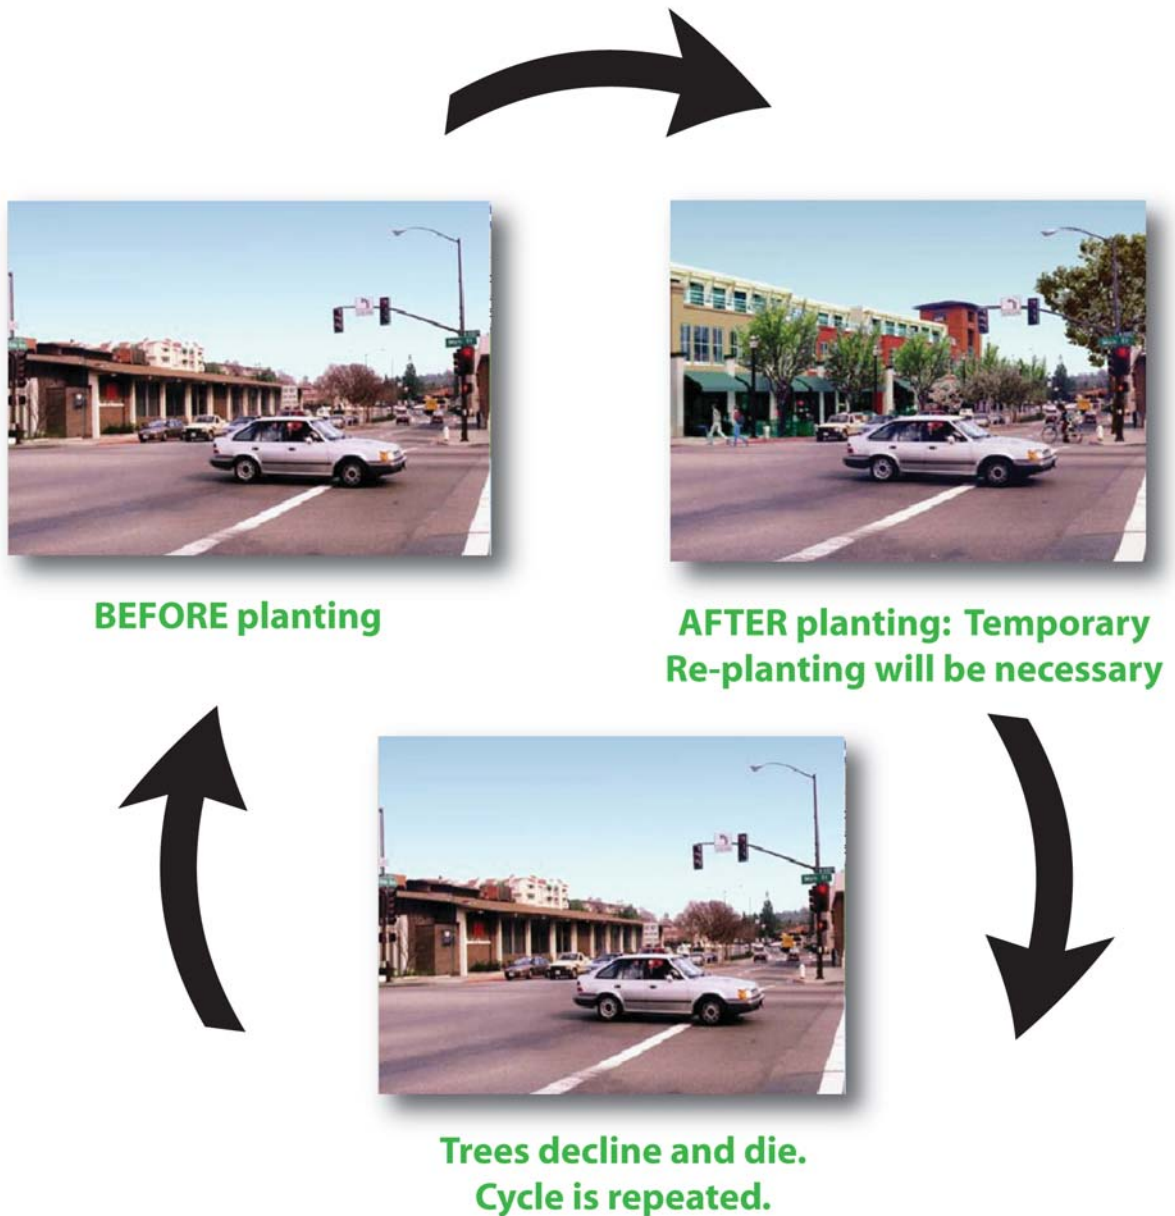 BEFORE planting
AFTER planting: Temporary
Re-planting will be necessary
Trees decline and die.
Cycle is repeated.